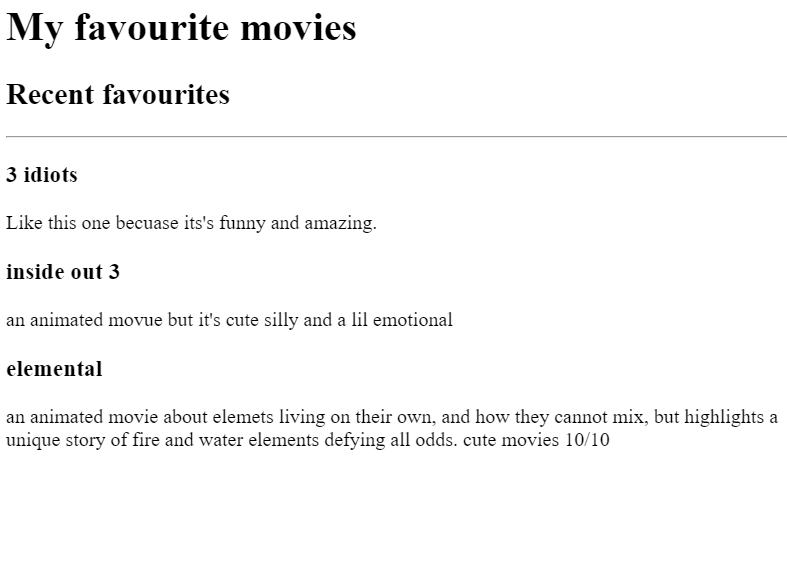 My favourite movies
Recent favourites
3 idiots
Like this one becuase its's funny and amazing.
inside out 3
an animated movue but it's cute silly and a lil emotional
elemental
an animated movie about elemets living on their own, and how they cannot mix, but highlights a
unique story of fire and water elements defying all odds. cute movies 10/10